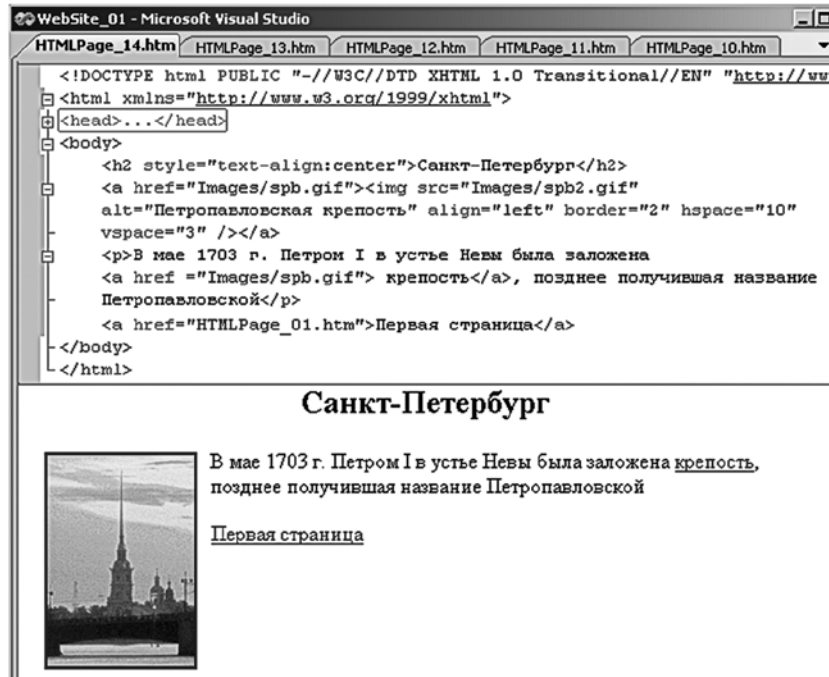 WebSite_01 - Microsoft Visual Studio
HTMLPage_14.htm HTMLPage_13.htm HTMLPage_12.htm HTMLPage_11.htm HTMLPage_10.htm
<!DOCTYPE html PUBLIC "-//W3C//DTD XHTML 1.0 Transitional//EN" "http://ww
<html xmlns="http://www.w3.org/1999/xhtml">
<head>...</head>
<body>
<h2 style="text-align:center">Санкт-Петербург</h2>
<a href="Images/spb.gif"><img src="Images/spb2.gif"
alt="Петропавловская крепость" align="left" border="2" hspace="10"
vspace="3" /></a>
<p>В мае 1703 г. Петром I в устье Невы была заложена
<a href ="Images/spb.gif"> крепость</a>, позднее получившая название
Петропавловской</p>
<a href="HTMLPage_01.htm">Первая страница</a>
</body>
</html>
Санкт-Петербург
В мае 1703 г. Петром I в устье Невы была заложена крепость,
позднее получившая название Петропавловской
Первая страница